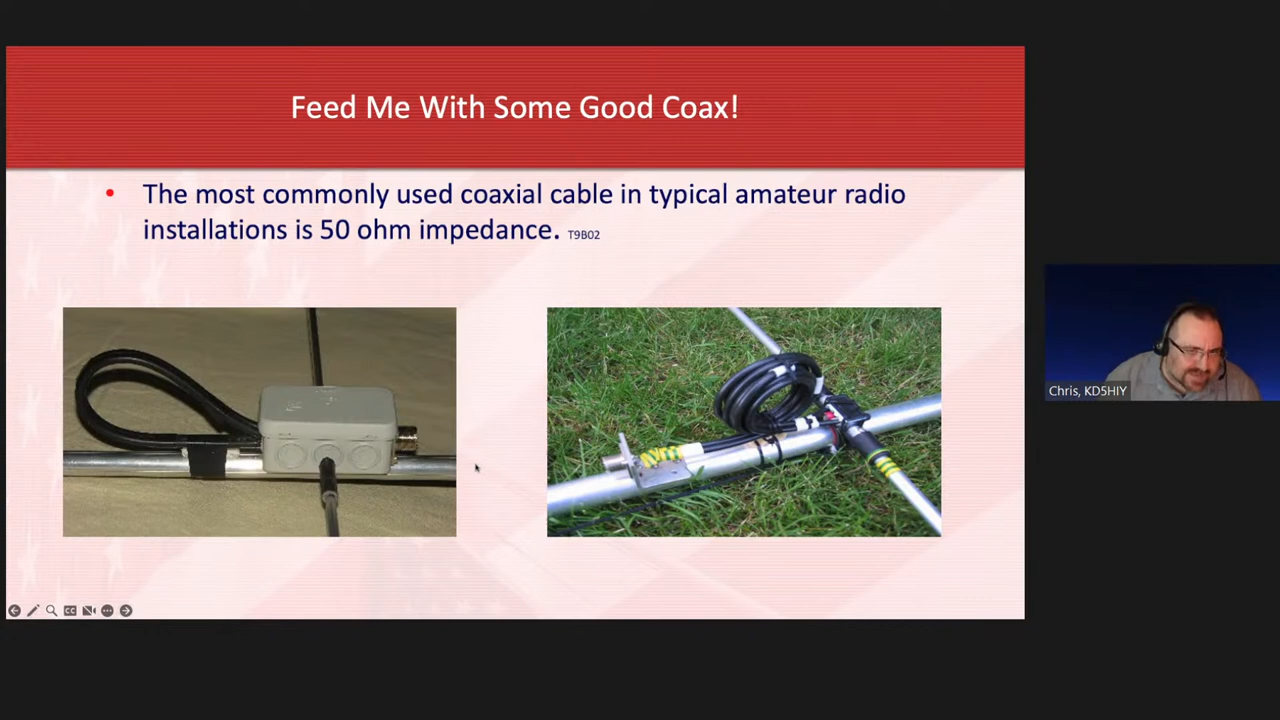 Feed Me With Some Good Coax!
• The most commonly used coaxial cable in typical amateur radio
installations is 50 ohm impedance. T9B02
Chris, KD5HIY
CC